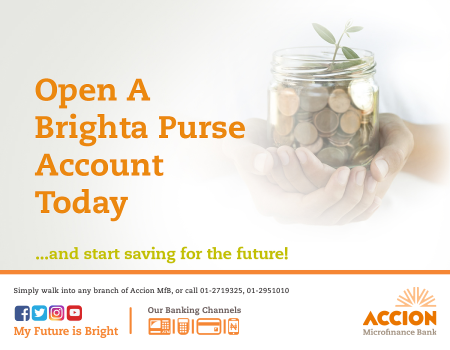 Open A
Brighta Purse
Account
Today
...and start saving for the future!
Simply walk into any branch of Accion MfB, or call 01-2719325, 01-2951010
My Future is Bright
Our Banking Channels
ACCION
Microfinance Bank